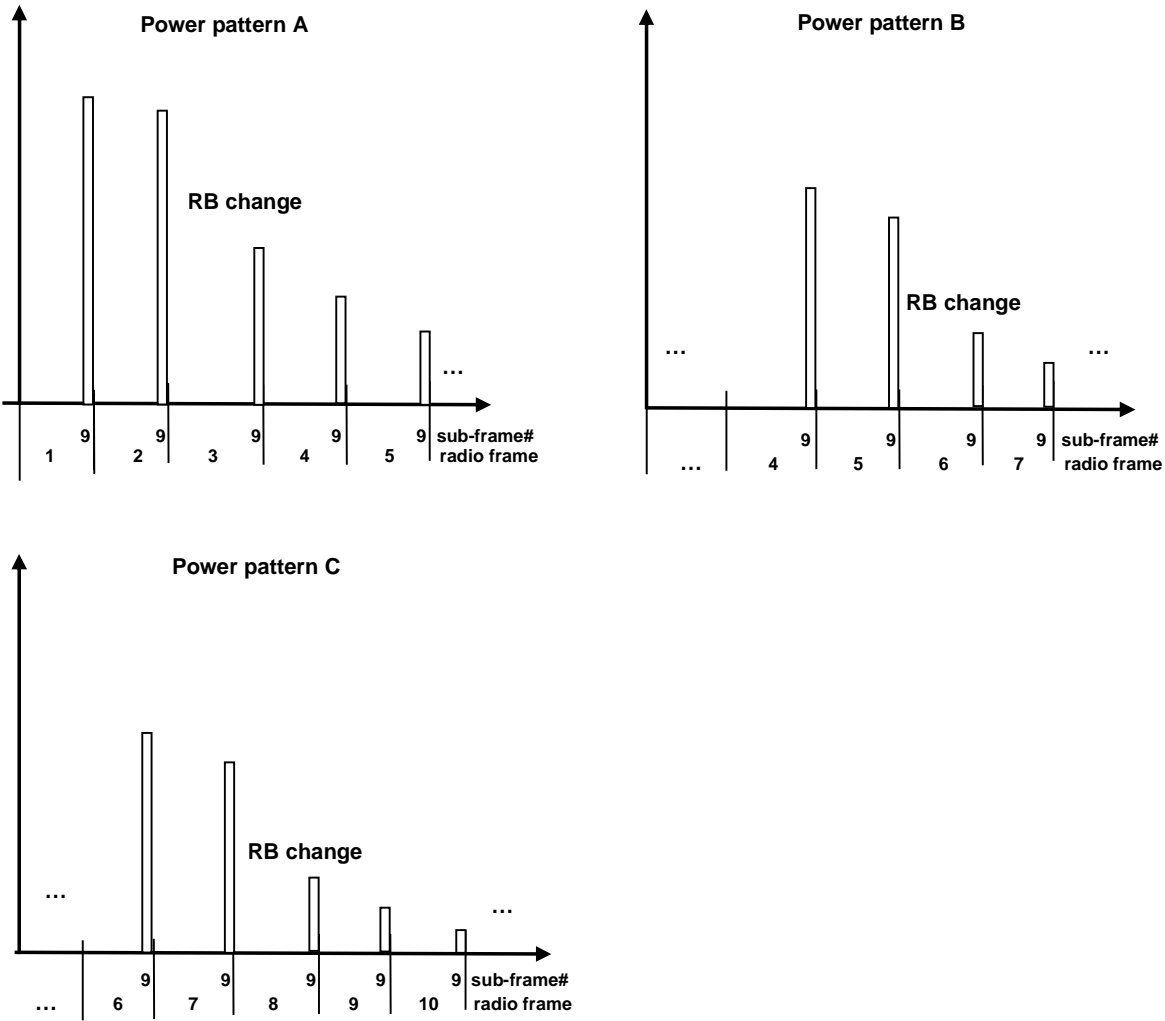 Power pattern A
RB change
...
9 9 9 9 9 sub-frame#
1 2 3 4 5 radio frame
Power pattern B
RB change
... ...
9 9 9 9 sub-frame#
... 4 5 6 7 radio frame
Power pattern C
RB change
... ...
9 9 9 9 9 sub-frame#
... 6 7 8 9 10 radio frame